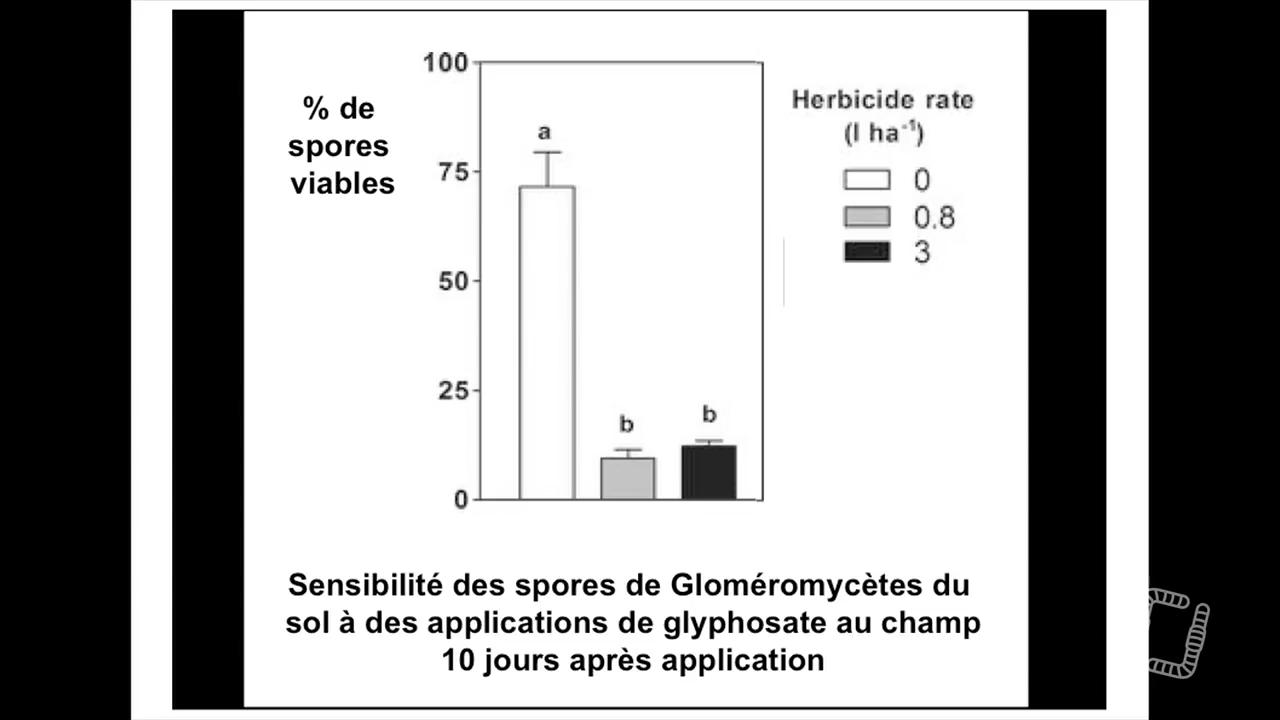 % de
spores
viables
100
75
50
25
0
a
b
b
Herbicide rate
(l ha⁻¹)
0
0.8
3
Sensibilité des spores de Gloméromycètes du
sol à des applications de glyphosate au champ
10 jours après application